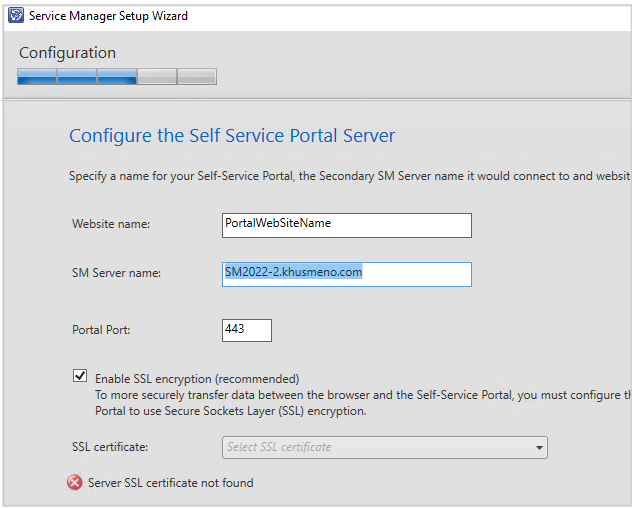 Service Manager Setup Wizard
Configuration
Configure the Self Service Portal Server
Specify a name for your Self-Service Portal, the Secondary SM Server name it would connect to and websit
Website name:
PortalWebSiteName
SM Server name:
SM2022-2.khusmeno.com
Portal Port:
443
Enable SSL encryption (recommended)
To more securely transfer data between the browser and the Self-Service Portal, you must configure th
Portal to use Secure Sockets Layer (SSL) encryption.
SSL certificate:
Select SSL certificate
Server SSL certificate not found